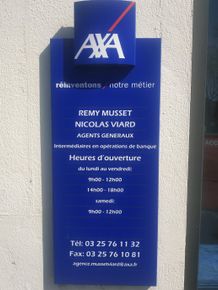 AXA
réinventons / notre métier
REMY MUSSET
NICOLAS VIARD
AGENTS GENERAUX
Intermédiaires en opérations de banque
Heures d'ouverture
du lundi au vendredi:
9h00 - 12h00
14h00 - 18h00
samedi:
9h00 - 12h00
Tél: 03 25 76 11 32
Fax: 03 25 76 10 81